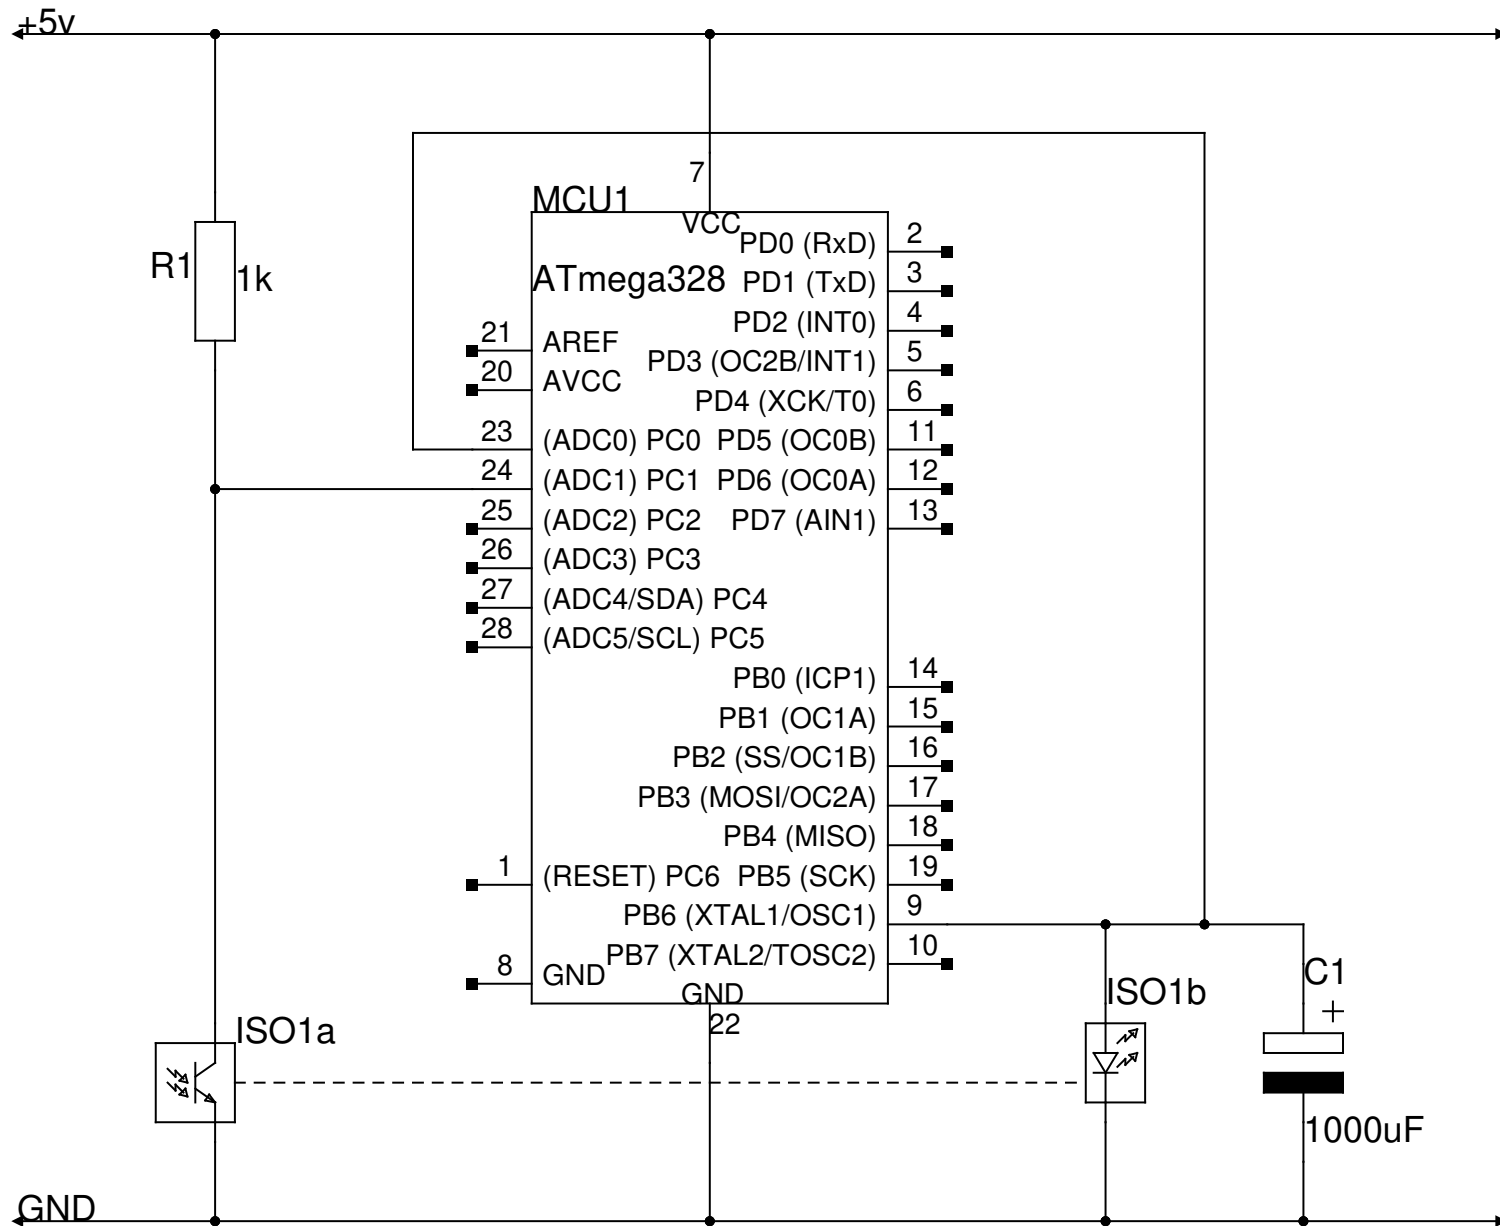 +5v
7
MCU1
VCC
PD0 (RxD) 2
R1
1k
ATmega328
PD1 (TxD) 3
PD2 (INT0) 4
21 AREF
PD3 (OC2B/INT1) 5
20 AVCC
PD4 (XCK/T0) 6
23 (ADC0) PC0
PD5 (OC0B) 11
24 (ADC1) PC1
PD6 (OC0A) 12
25 (ADC2) PC2
PD7 (AIN1) 13
26 (ADC3) PC3
27 (ADC4/SDA) PC4
28 (ADC5/SCL) PC5
PB0 (ICP1) 14
PB1 (OC1A) 15
PB2 (SS/OC1B) 16
PB3 (MOSI/OC2A) 17
PB4 (MISO) 18
1 (RESET) PC6
PB5 (SCK) 19
PB6 (XTAL1/OSC1) 9
PB7 (XTAL2/TOSC2) 10
8 GND
GND
22
C1
+
ISO1b
ISO1a
1000uF
GND